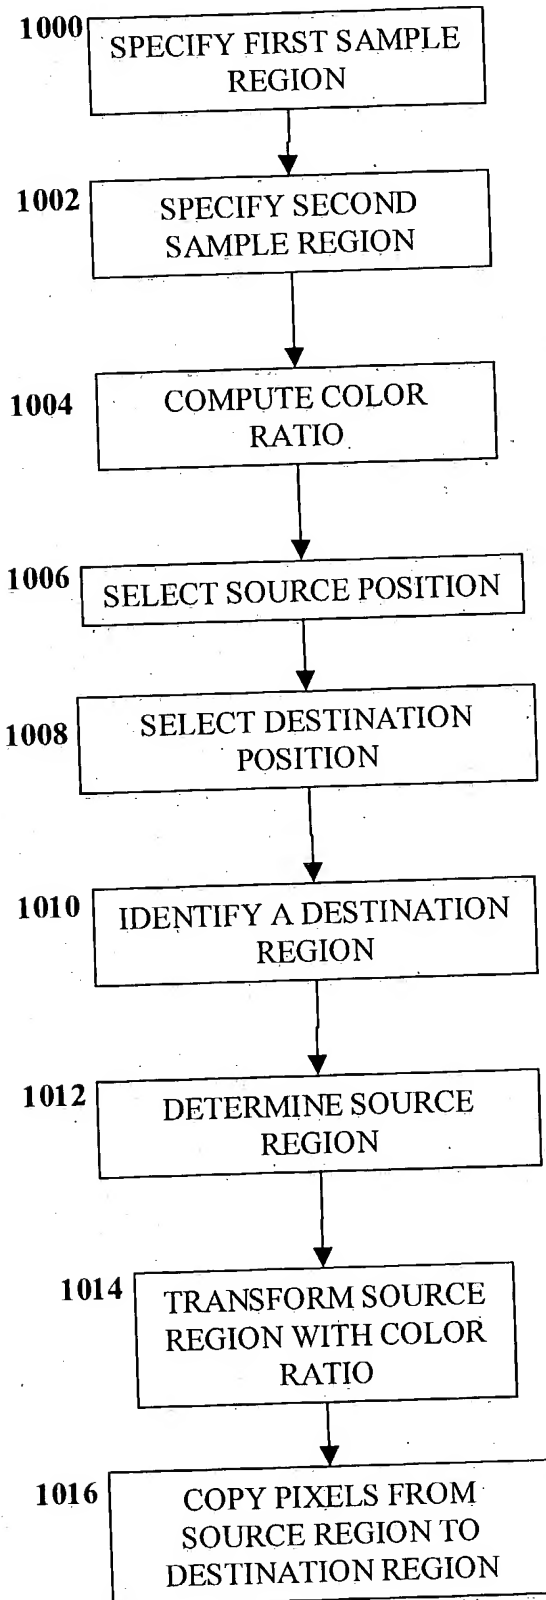 1000
SPECIFY FIRST SAMPLE
REGION
1002
SPECIFY SECOND
SAMPLE REGION
1004
COMPUTE COLOR
RATIO
1006
SELECT SOURCE POSITION
1008
SELECT DESTINATION
POSITION
1010
IDENTIFY A DESTINATION
REGION
1012
DETERMINE SOURCE
REGION
1014
TRANSFORM SOURCE
REGION WITH COLOR
RATIO
1016
COPY PIXELS FROM
SOURCE REGION TO
DESTINATION REGION